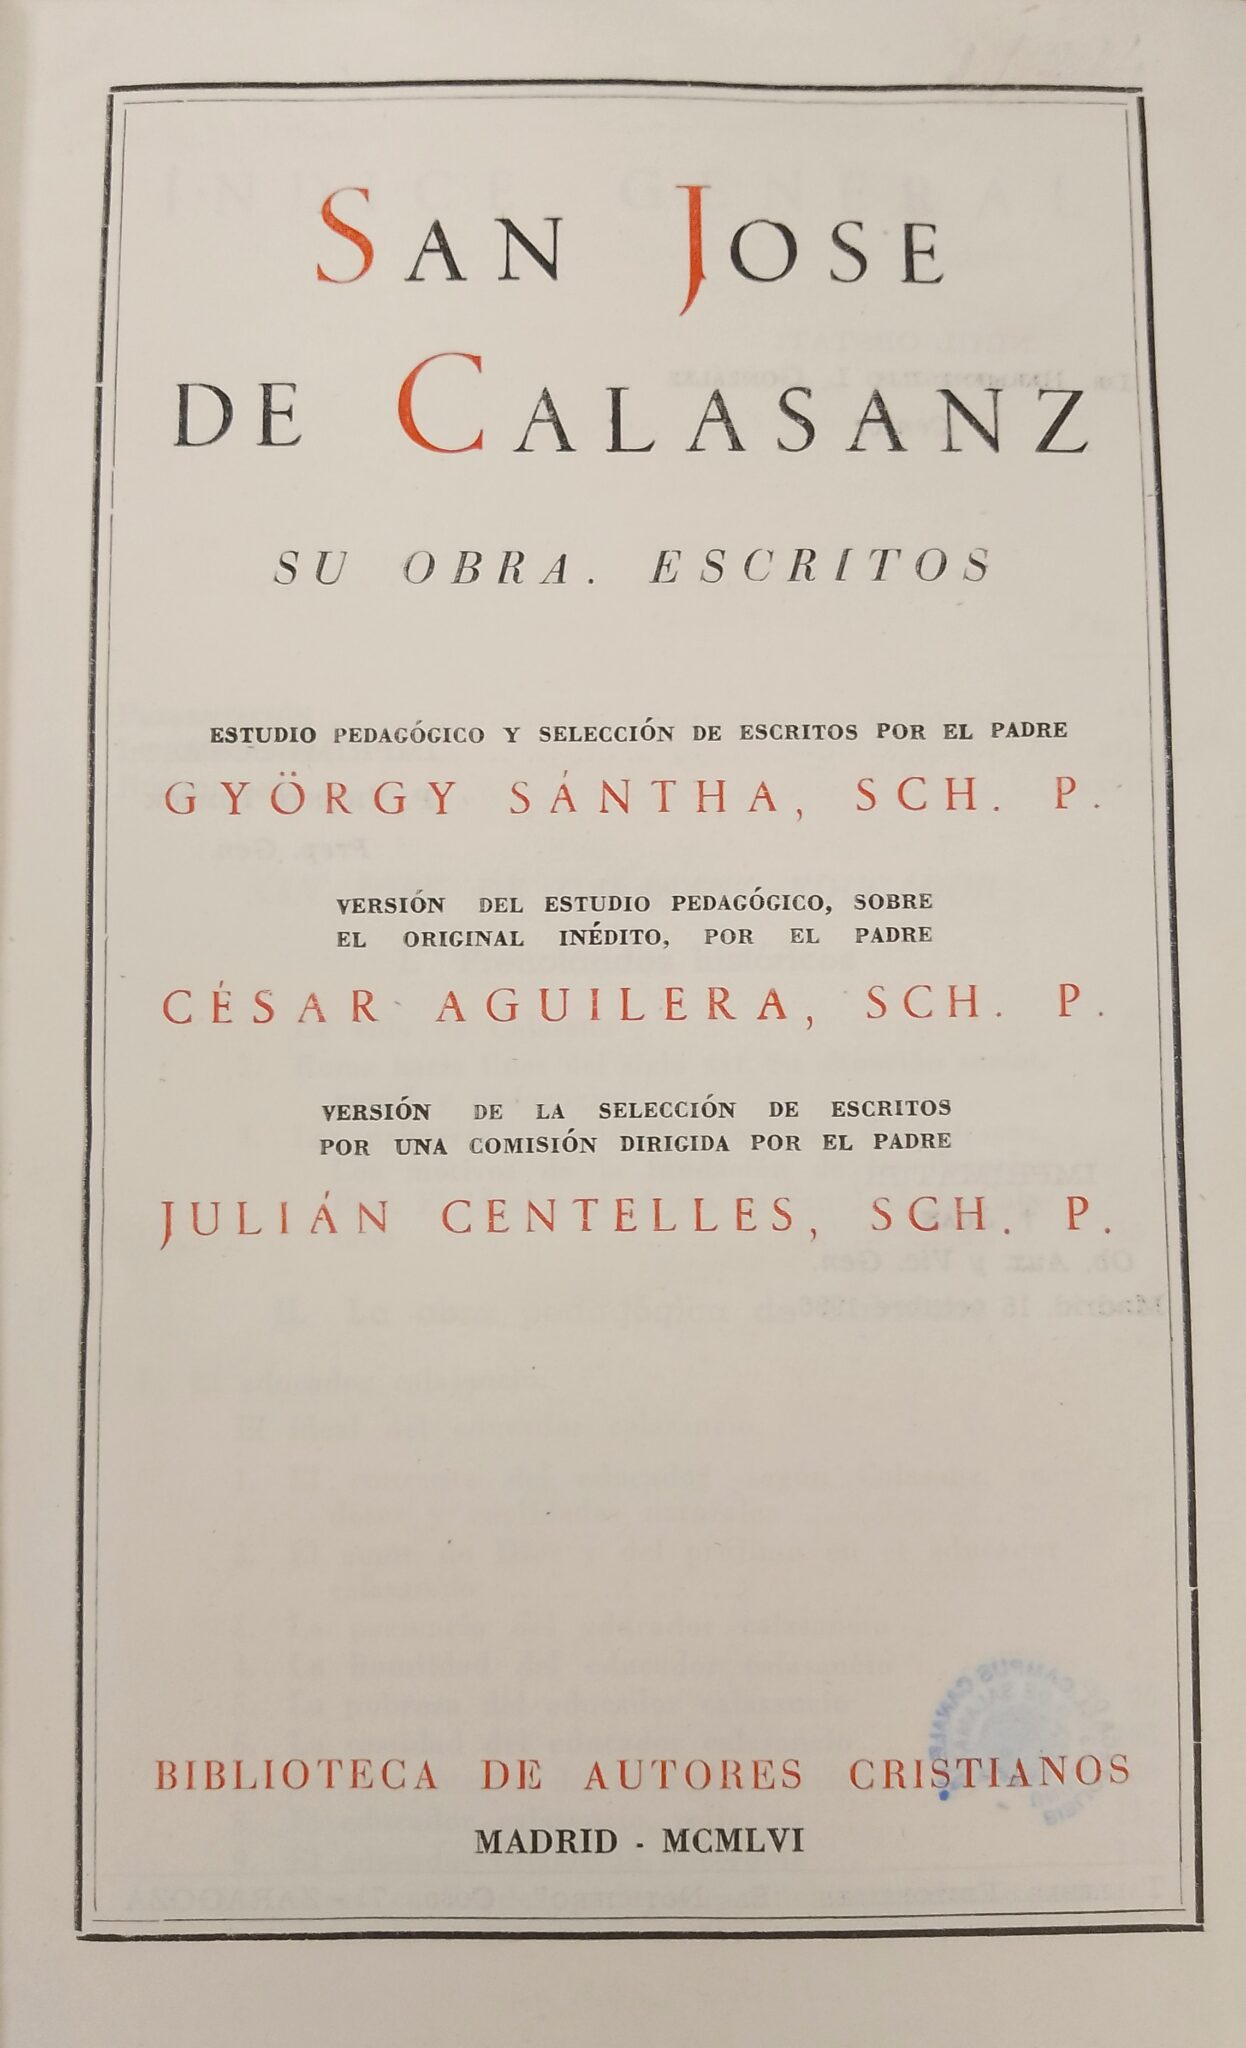 SAN JOSE
DE CALASANZ
SU OBRA. ESCRITOS
ESTUDIO PEDAGÓGICO Y SELECCIÓN DE ESCRITOS POR EL PADRE
GYÖRGY SÁNTHA, SCH. P.
VERSIÓN DEL ESTUDIO PEDAGÓGICO, SOBRE
EL ORIGINAL INÉDITO, POR EL PADRE
CÉSAR AGUILERA, SCH. P.
VERSIÓN DE LA SELECCIÓN DE ESCRITOS
POR UNA COMISIÓN DIRIGIDA POR EL PADRE
JULIÁN CENTELLES, SCH. P.
BIBLIOTECA DE AUTORES CRISTIANOS
MADRID - MCMLVI